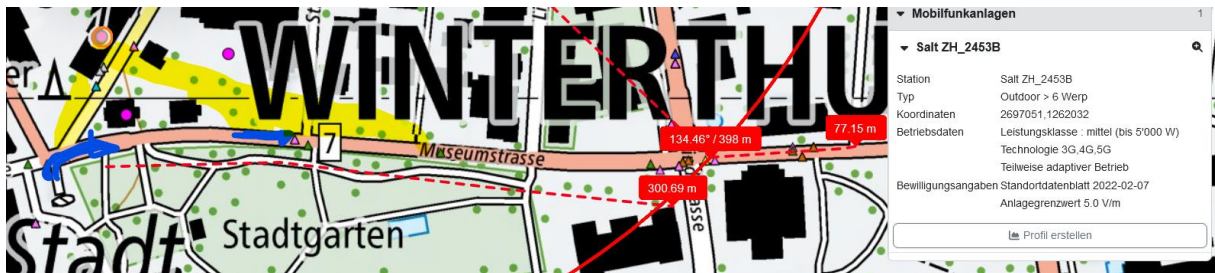 WINTERTHU
er
7
Museumstrasse
134.46° / 398 m
77.15 m
300.69 m
asse
Stadtgarten
Stadt
Mobilfunkanlagen 1
Salt ZH_2453B
Station Salt ZH_2453B
Typ Outdoor > 6 Werp
Koordinaten 2697051,1262032
Betriebsdaten Leistungsklasse : mittel (bis 5'000 W)
Technologie 3G,4G,5G
Teilweise adaptiver Betrieb
Bewilligungsangaben Standortdatenblatt 2022-02-07
Anlagegrenzwert 5.0 V/m
Profil erstellen